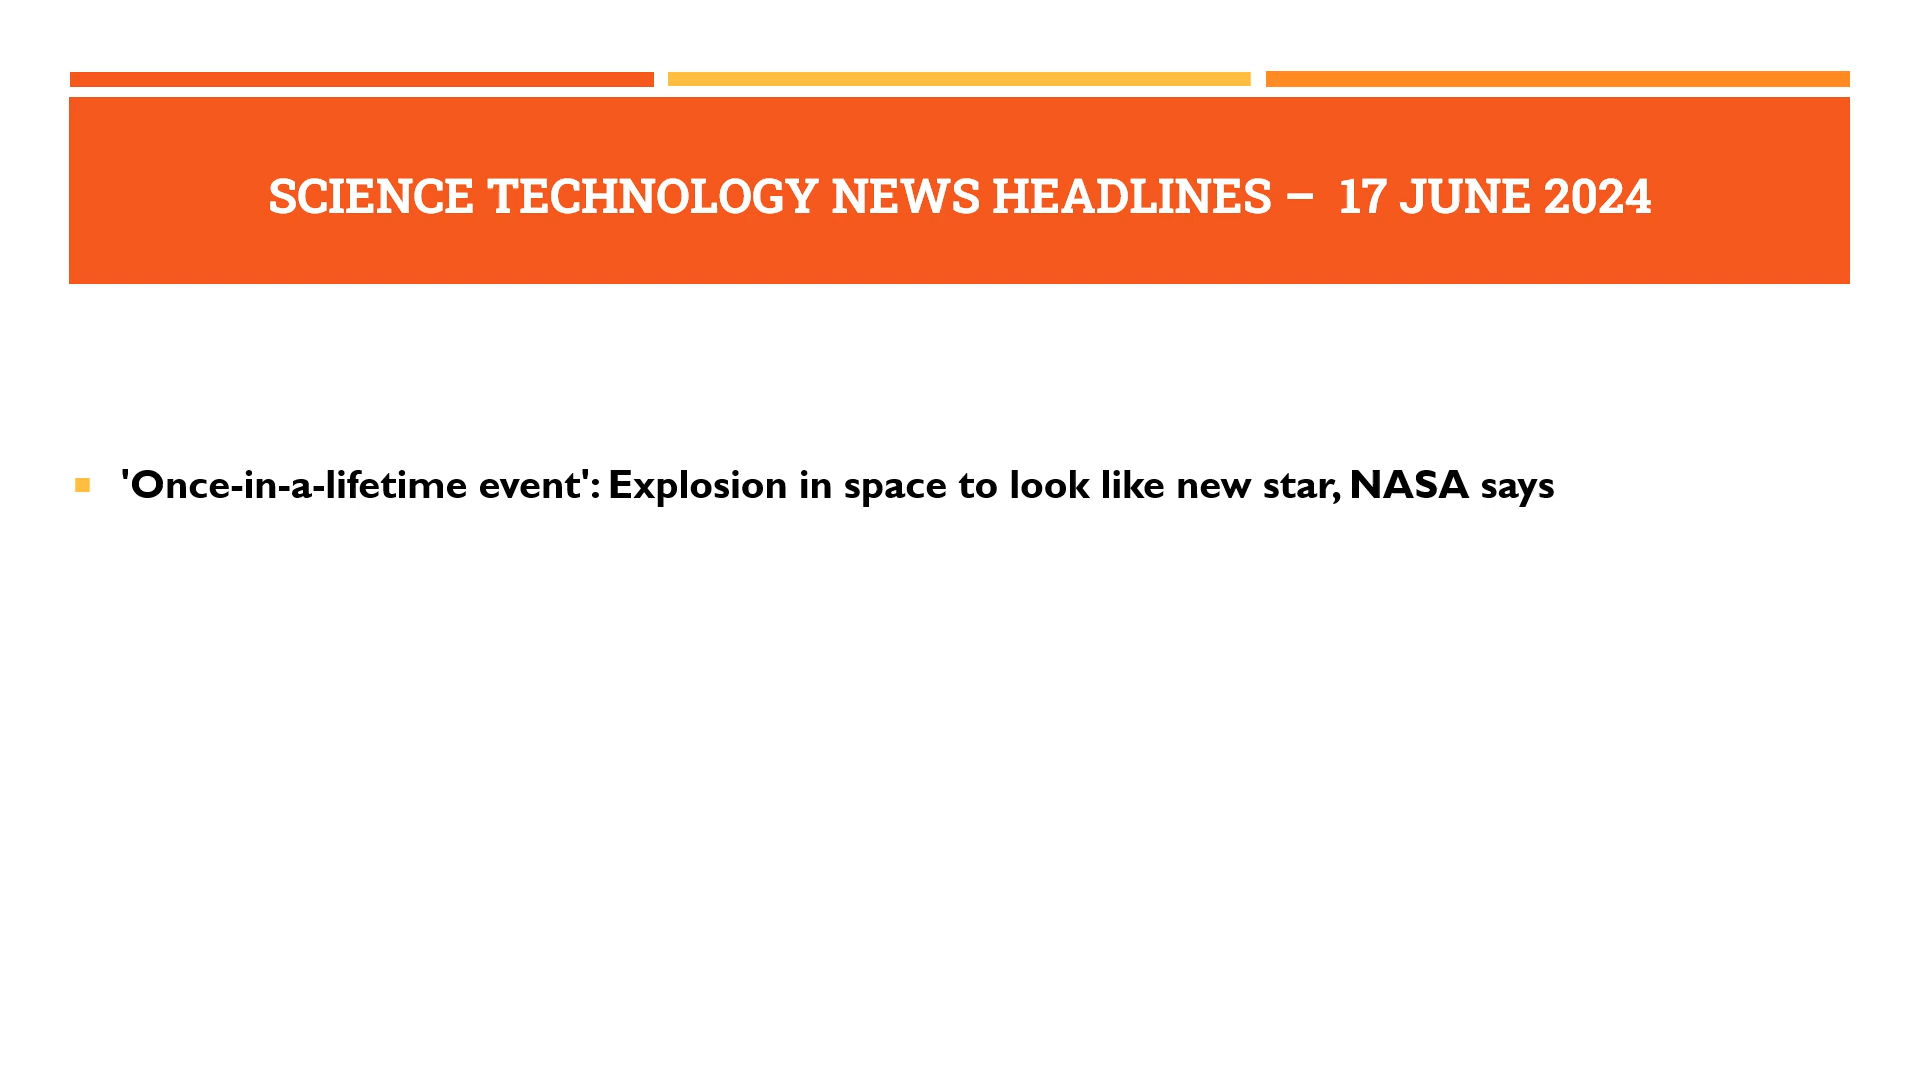 SCIENCE TECHNOLOGY NEWS HEADLINES – 17 JUNE 2024
'Once-in-a-lifetime event': Explosion in space to look like new star, NASA says